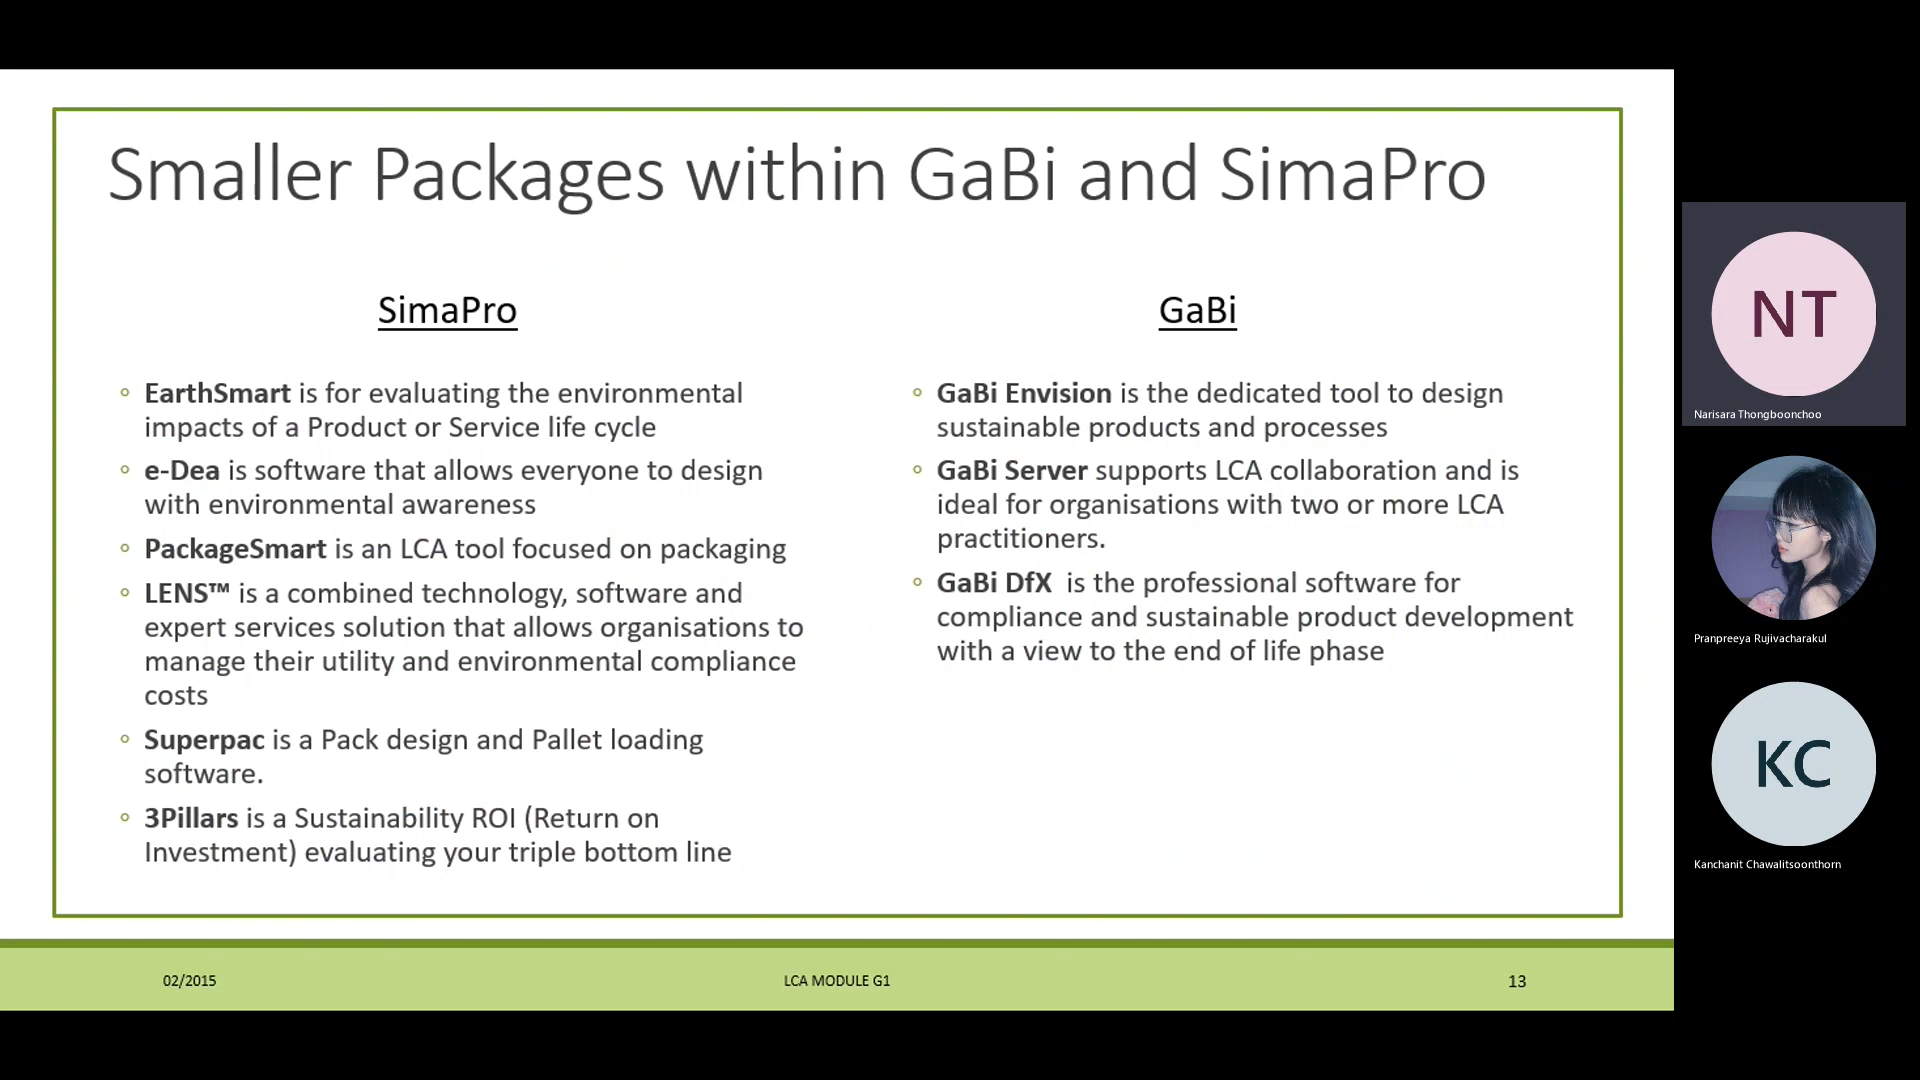 Smaller Packages within GaBi and SimaPro
SimaPro
EarthSmart is for evaluating the environmental
impacts of a Product or Service life cycle
e-Dea is software that allows everyone to design
with environmental awareness
PackageSmart is an LCA tool focused on packaging
LENS™ is a combined technology, software and
expert services solution that allows organisations to
manage their utility and environmental compliance
costs
Superpac is a Pack design and Pallet loading
software.
3Pillars is a Sustainability ROI (Return on
Investment) evaluating your triple bottom line
GaBi
GaBi Envision is the dedicated tool to design
sustainable products and processes
GaBi Server supports LCA collaboration and is
ideal for organisations with two or more LCA
practitioners.
GaBi DfX is the professional software for
compliance and sustainable product development
with a view to the end of life phase
02/2015
LCA MODULE G1
13
NT
Narisara Thongboonchoo
Pranpreeya Rujivacharakul
KC
Kanchanit Chawalitsoonthorn